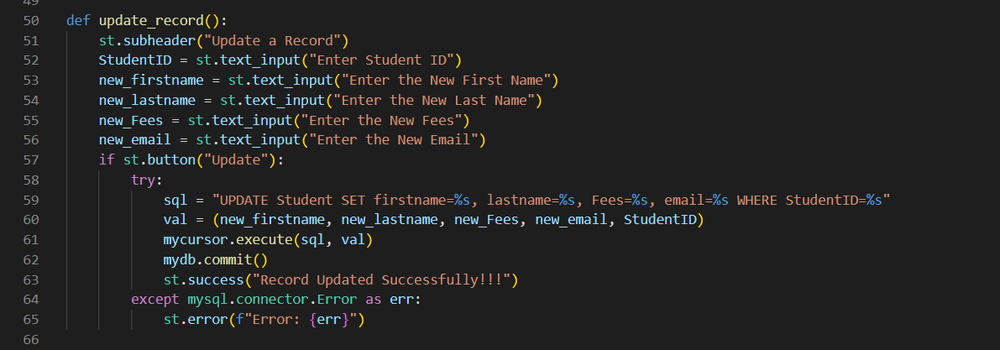 49
50 def update_record():
51     st.subheader("Update a Record")
52     StudentID = st.text_input("Enter Student ID")
53     new_firstname = st.text_input("Enter the New First Name")
54     new_lastname = st.text_input("Enter the New Last Name")
55     new_Fees = st.text_input("Enter the New Fees")
56     new_email = st.text_input("Enter the New Email")
57     if st.button("Update"):
58         try:
59             sql = "UPDATE Student SET firstname=%s, lastname=%s, Fees=%s, email=%s WHERE StudentID=%s"
60             val = (new_firstname, new_lastname, new_Fees, new_email, StudentID)
61             mycursor.execute(sql, val)
62             mydb.commit()
63             st.success("Record Updated Successfully!!!")
64         except mysql.connector.Error as err:
65             st.error(f"Error: {err}")
66